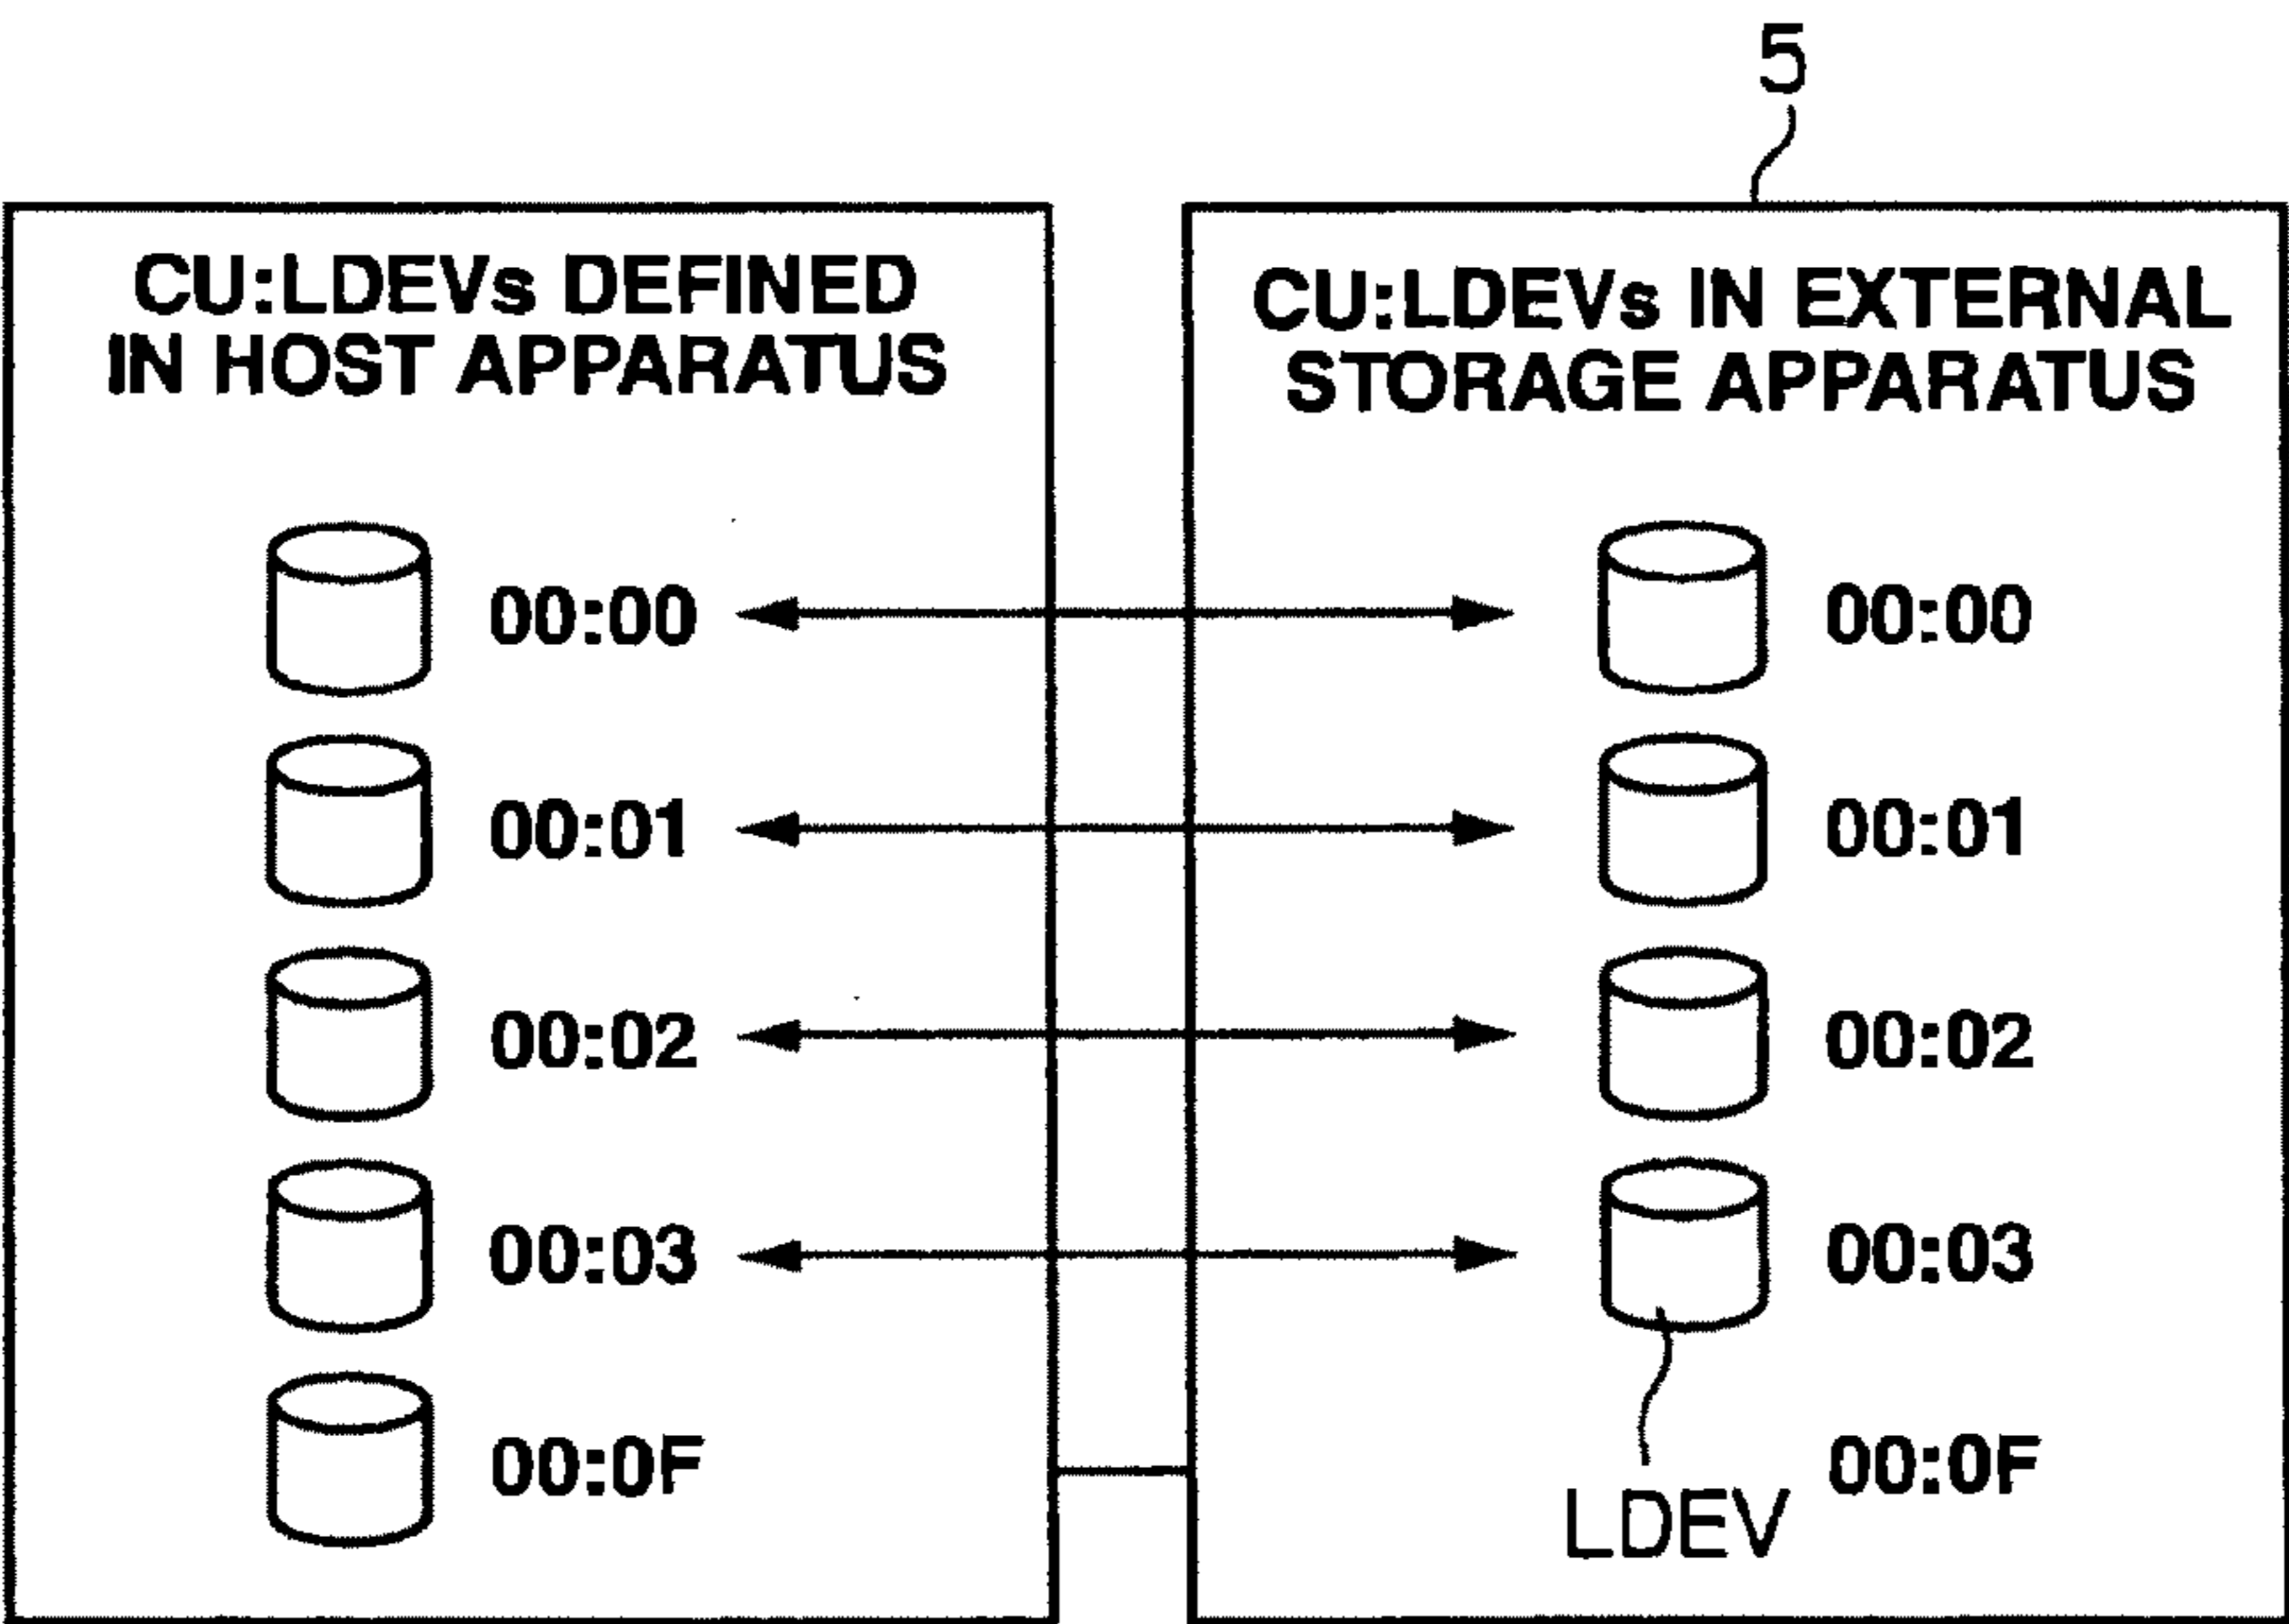 5
CU:LDEVs DEFINED
IN HOST APPARATUS
CU:LDEVs IN EXTERNAL
STORAGE APPARATUS
00:00
00:00
00:01
00:01
00:02
00:02
00:03
00:03
00:0F
00:0F
LDEV